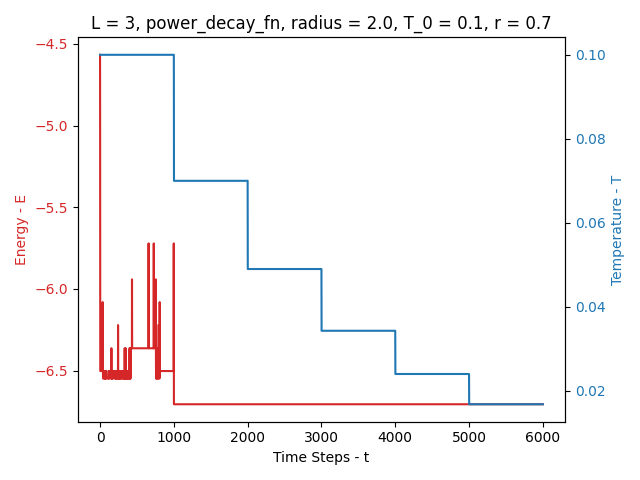 L = 3, power_decay_fn, radius = 2.0, T_0 = 0.1, r = 0.7
−4.5
−5.0
−5.5
−6.0
−6.5
Energy - E
0.10
0.08
0.06
0.04
0.02
Temperature - T
0 1000 2000 3000 4000 5000 6000
Time Steps - t